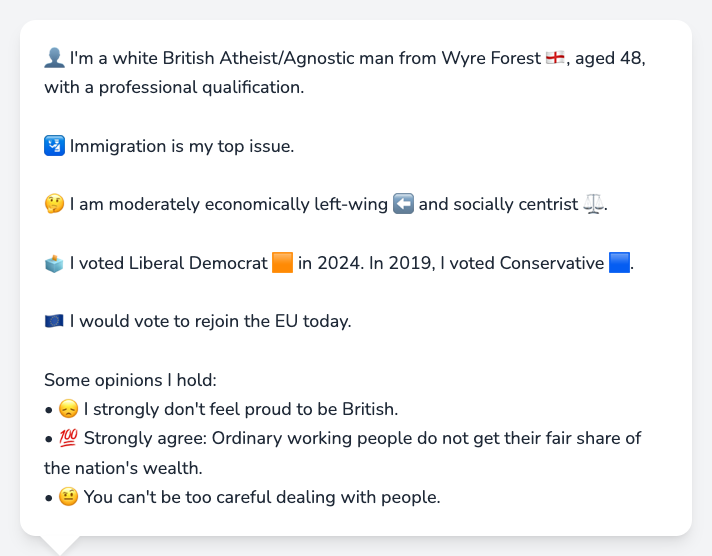 👤 I'm a white British Atheist/Agnostic man from Wyre Forest 🏴󠁧󠁢󠁥󠁮󠁧󠁿, aged 48,
with a professional qualification.
🛂 Immigration is my top issue.
🤔 I am moderately economically left-wing ⬅️ and socially centrist ⚖️.
🗳️ I voted Liberal Democrat 🟧 in 2024. In 2019, I voted Conservative 🟦.
🇪🇺 I would vote to rejoin the EU today.
Some opinions I hold:
• 😞 I strongly don't feel proud to be British.
• 💯 Strongly agree: Ordinary working people do not get their fair share of
the nation's wealth.
• 🤨 You can't be too careful dealing with people.